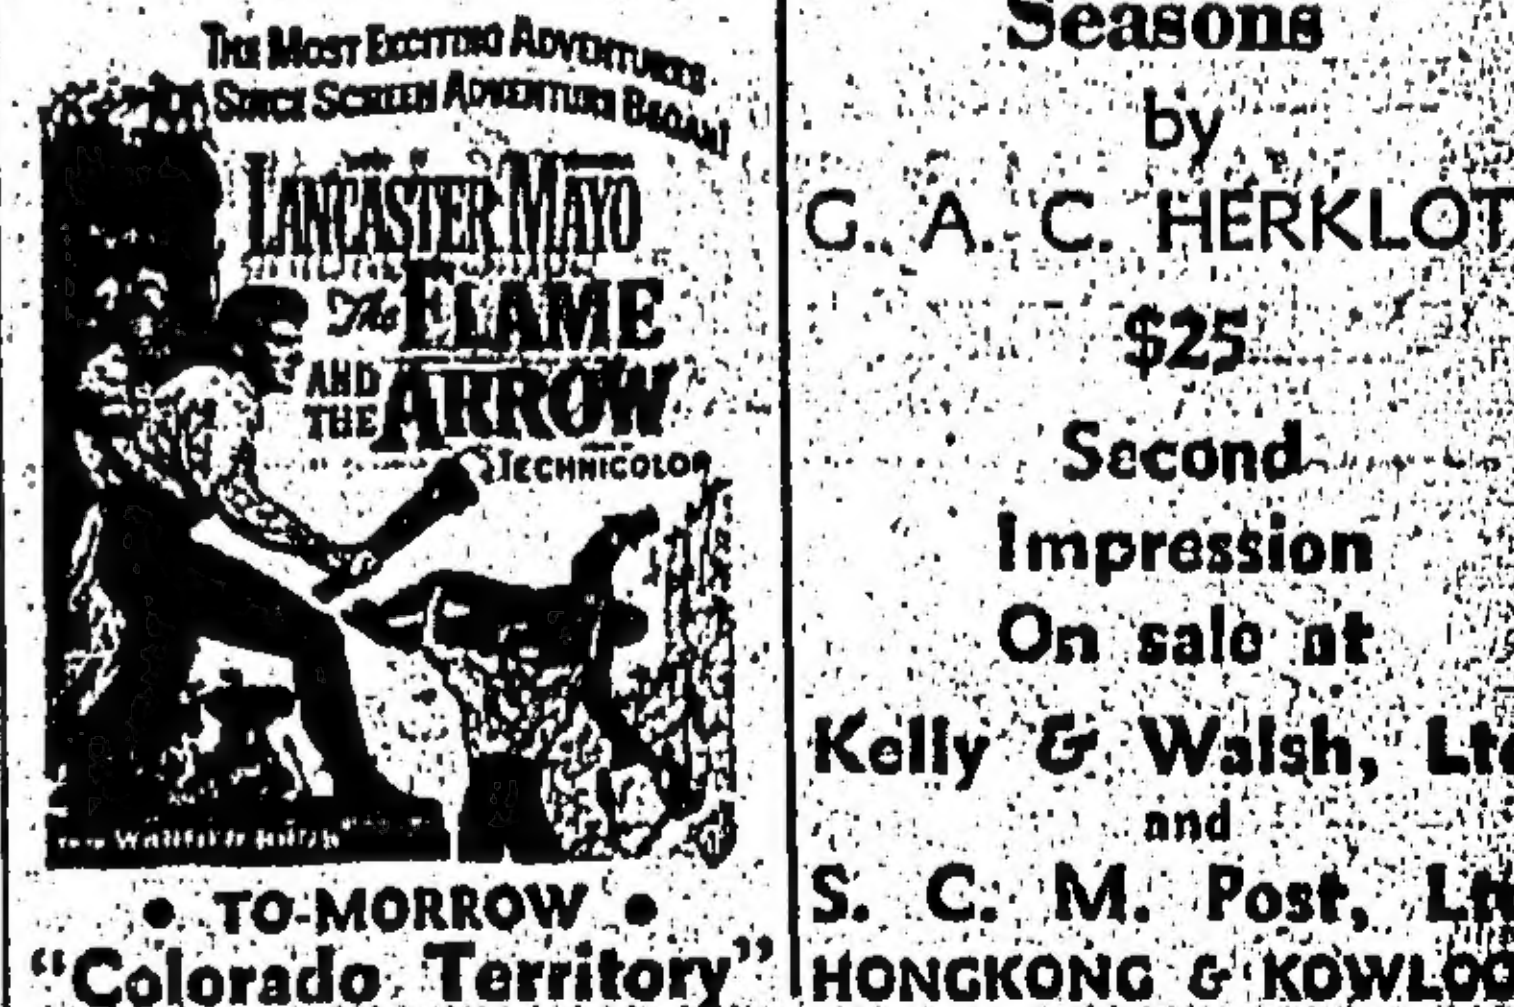 THE MOST EXCITING ADVENTURES
SINCE SCREEN ADVENTURE BEGAN!
LANCASTER MAYO
The FLAME
AND THE ARROW
TECHNICOLOR
• TO-MORROW •
"Colorado Territory"
Seasons
by
G. A. C. HERKLOT
$25
Second
Impression
On sale at
Kelly & Walsh, Lt
and
S. C. M. Post, Lt
HONGKONG & KOWLOO